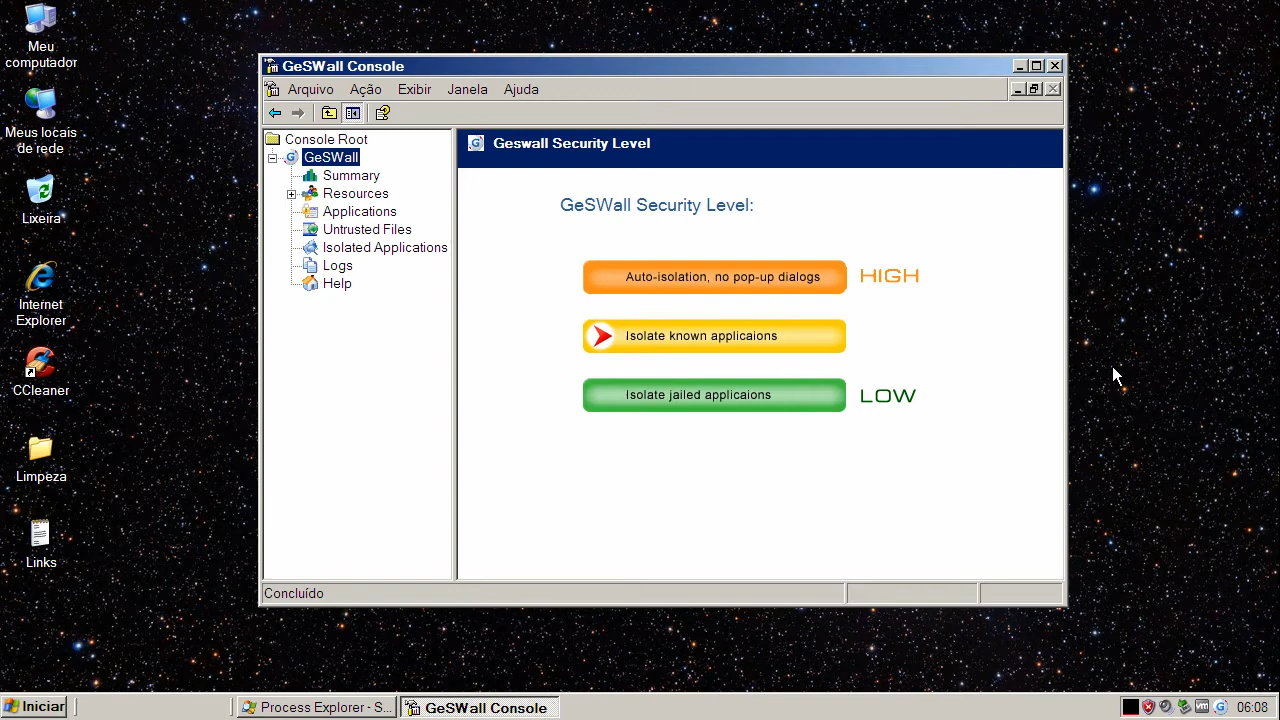 Meu
computador
Meus locais
de rede
Lixeira
Internet
Explorer
CCleaner
Limpeza
Links
GeSWall Console
Arquivo Ação Exibir Janela Ajuda
Console Root
GeSWall
Summary
Resources
Applications
Untrusted Files
Isolated Applications
Logs
Help
Geswall Security Level
GeSWall Security Level:
Auto-isolation, no pop-up dialogs HIGH
Isolate known applicaions
Isolate jailed applicaions LOW
Concluído
Iniciar Process Explorer - S... GeSWall Console vm 06:08